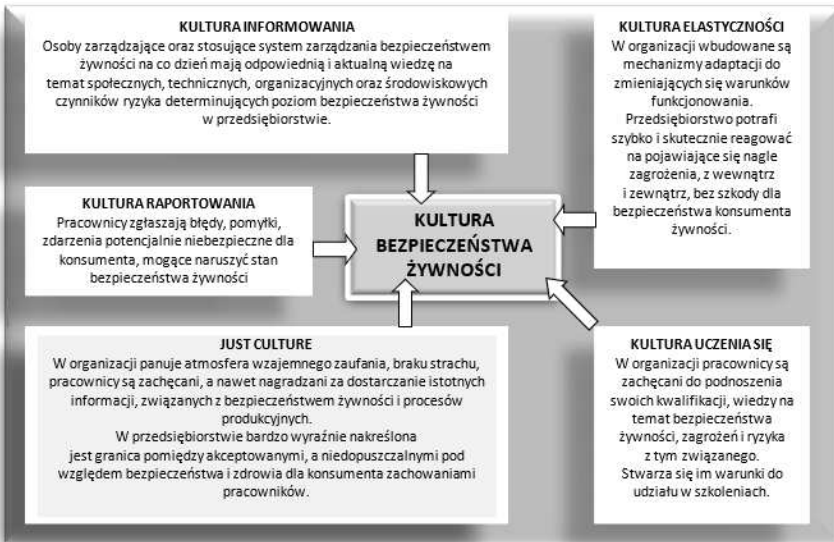 KULTURA INFORMOWANIA
Osoby zarządzające oraz stosujące system zarządzania bezpieczeństwem
żywności na co dzień mają odpowiednią i aktualną wiedzę na
temat społecznych, technicznych, organizacyjnych oraz środowiskowych
czynników ryzyka determinujących poziom bezpieczeństwa żywności
w przedsiębiorstwie.
KULTURA ELASTYCZNOŚCI
W organizacji wbudowane są
mechanizmy adaptacji do
zmieniających się warunków
funkcjonowania.
Przedsiębiorstwo potrafi
szybko i skutecznie reagować
na pojawiające się nagle
zagrożenia, z wewnątrz
i zewnątrz, bez szkody dla
bezpieczeństwa konsumenta
żywności.
KULTURA RAPORTOWANIA
Pracownicy zgłaszają błędy, pomyłki,
zdarzenia potencjalnie niebezpieczne dla
konsumenta, mogące naruszyć stan
bezpieczeństwa żywności
KULTURA
BEZPIECZEŃSTWA
ŻYWNOŚCI
JUST CULTURE
W organizacji panuje atmosfera wzajemnego zaufania, braku strachu,
pracownicy są zachęcani, a nawet nagradzani za dostarczanie istotnych
informacji, związanych z bezpieczeństwem żywności i procesów
produkcyjnych.
W przedsiębiorstwie bardzo wyraźnie nakreślona
jest granica pomiędzy akceptowanymi, a niedopuszczalnymi pod
względem bezpieczeństwa i zdrowia dla konsumenta zachowaniami
pracowników.
KULTURA UCZENIA SIĘ
W organizacji pracownicy są
zachęcani do podnoszenia
swoich kwalifikacji, wiedzy na
temat bezpieczeństwa
żywności, zagrożeń i ryzyka
z tym związanego.
Stwarza się im warunki do
udziału w szkoleniach.